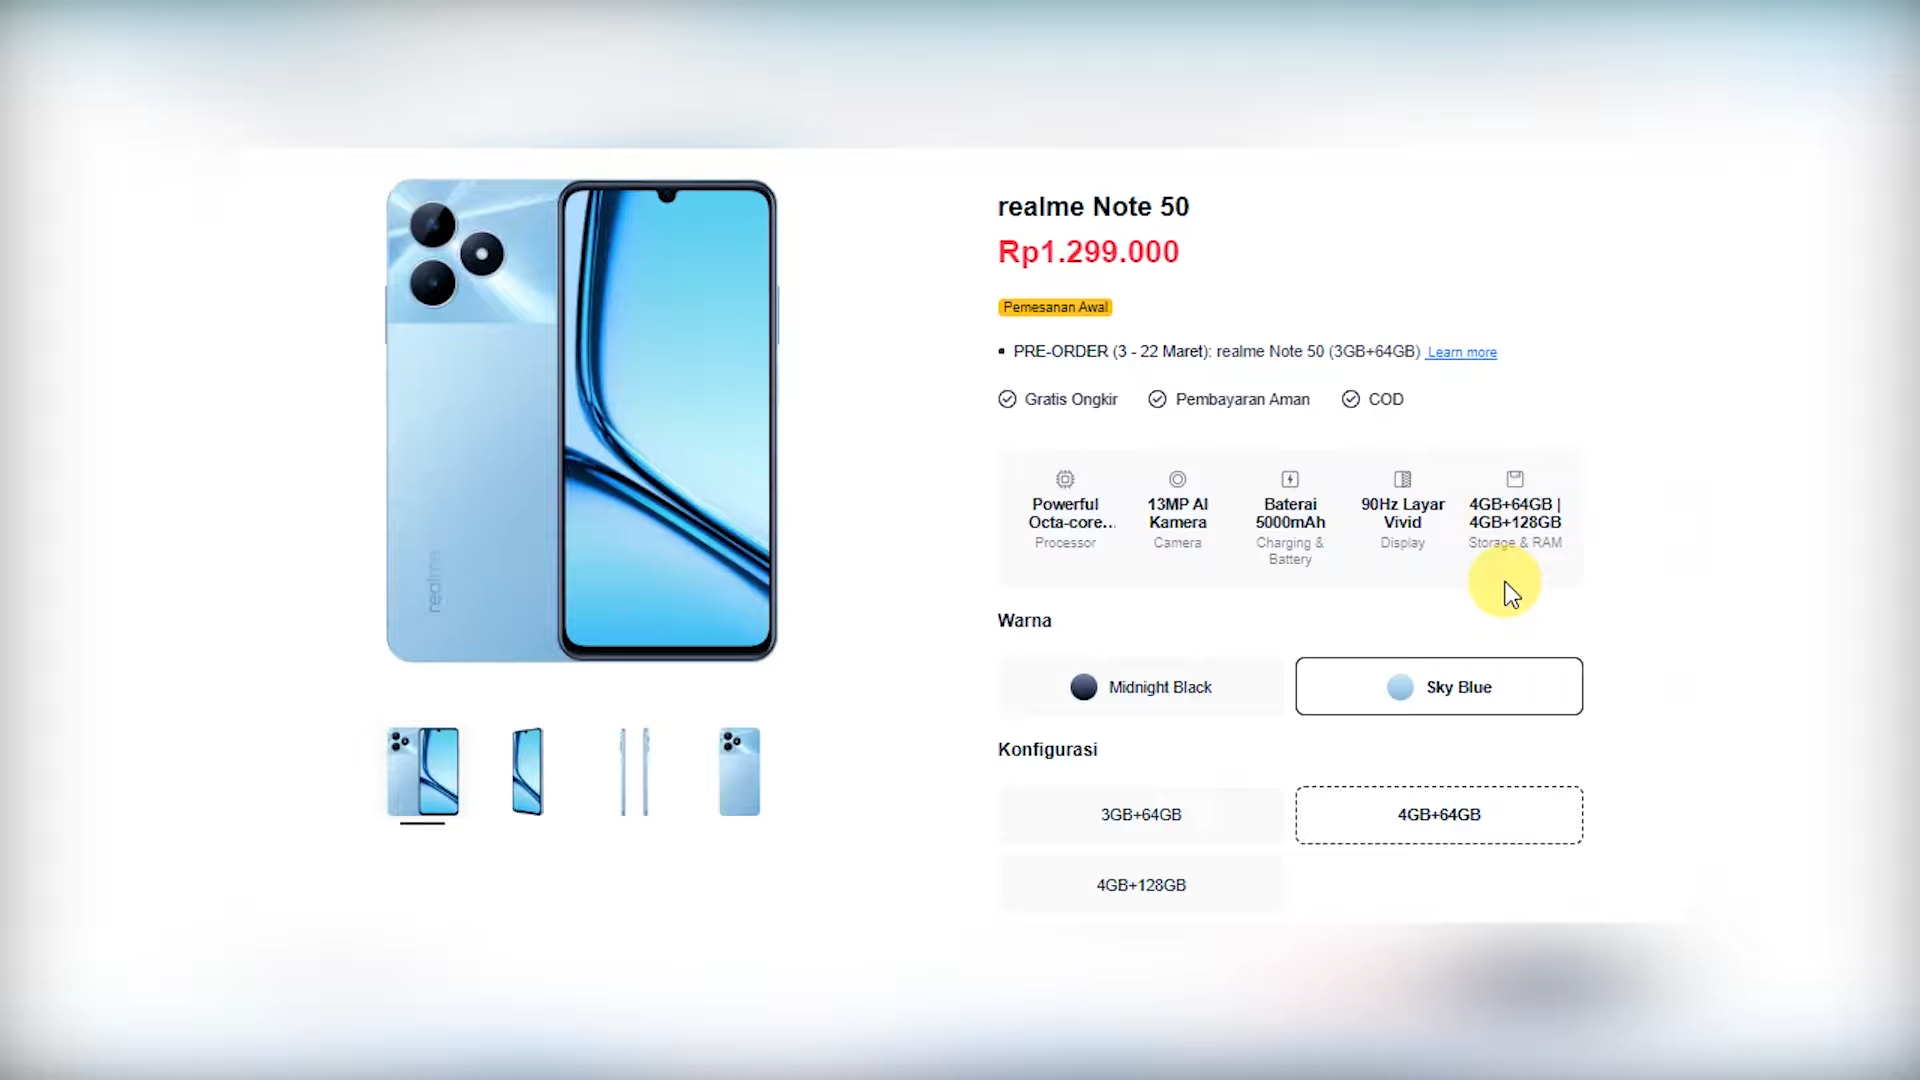 realme
realme Note 50
Rp1.299.000
Pemesanan Awal
PRE-ORDER (3 - 22 Maret): realme Note 50 (3GB+64GB) Learn more
Gratis Ongkir Pembayaran Aman COD
Powerful
Octa-core...
Processor
13MP AI
Kamera
Camera
Baterai
5000mAh
Charging &
Battery
90Hz Layar
Vivid
Display
4GB+64GB |
4GB+128GB
Storage & RAM
Warna
Midnight Black
Sky Blue
Konfigurasi
3GB+64GB
4GB+64GB
4GB+128GB